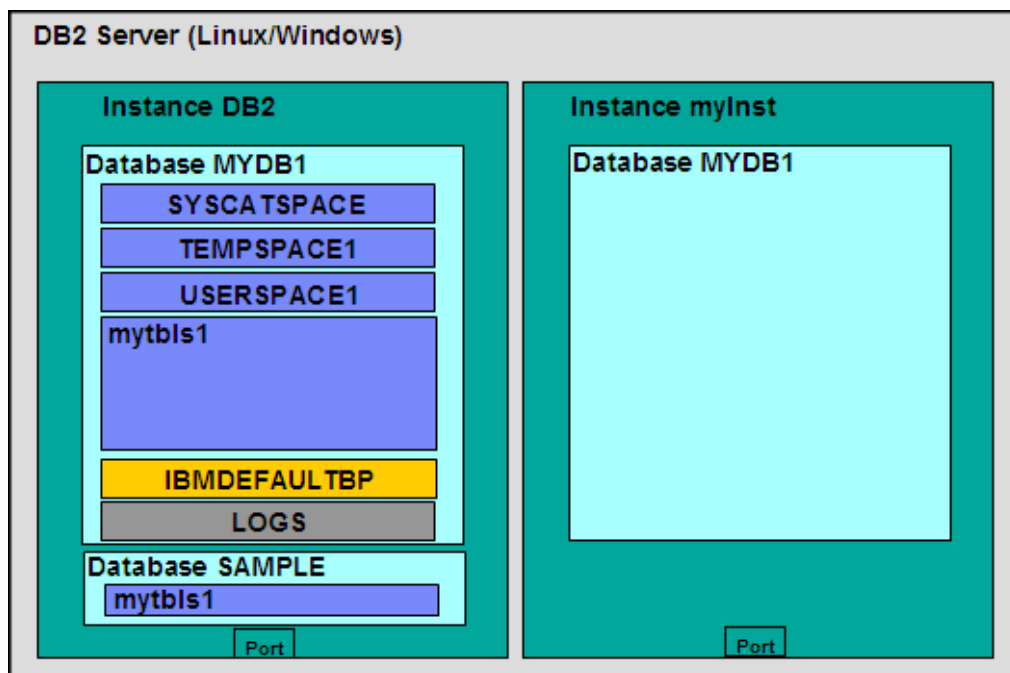 DB2 Server (Linux/Windows)
Instance DB2
Database MYDB1
SYSCATSPACE
TEMPSPACE1
USERSPACE1
mytbls1
IBMDEFAULTBP
LOGS
Database SAMPLE
mytbls1
Port
Instance myInst
Database MYDB1
Port